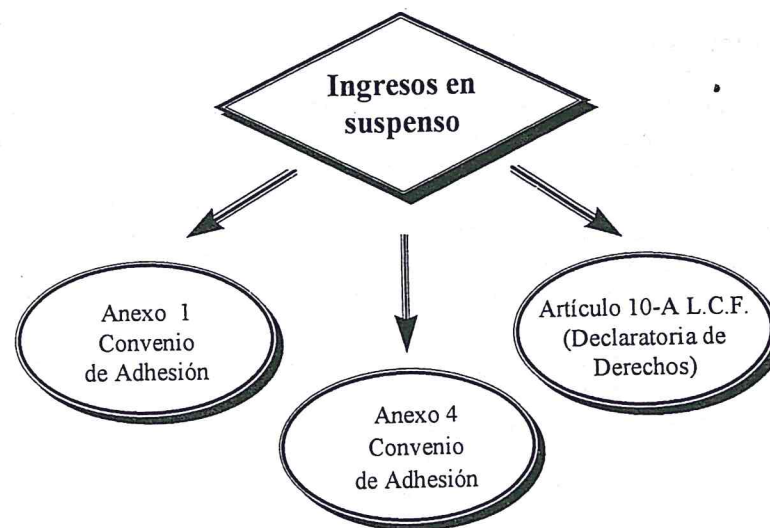 Ingresos en
suspenso
Anexo 1
Convenio
de Adhesión
Anexo 4
Convenio
de Adhesión
Artículo 10-A L.C.F.
(Declaratoria de
Derechos)